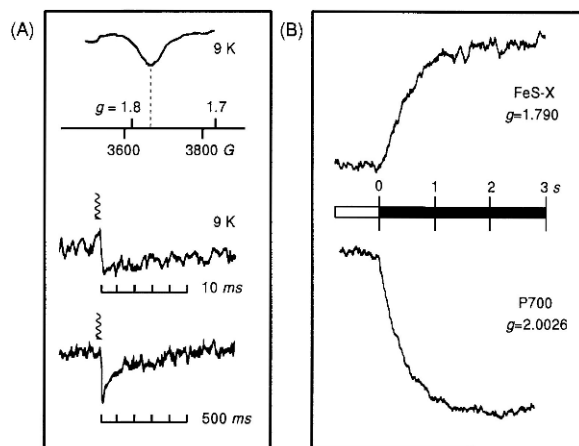 (A)
9 K
g = 1.8
1.7
3600
3800 G
9 K
10 ms
500 ms
(B)
FeS-X
g=1.790
0
1
2
3 s
P700
g=2.0026